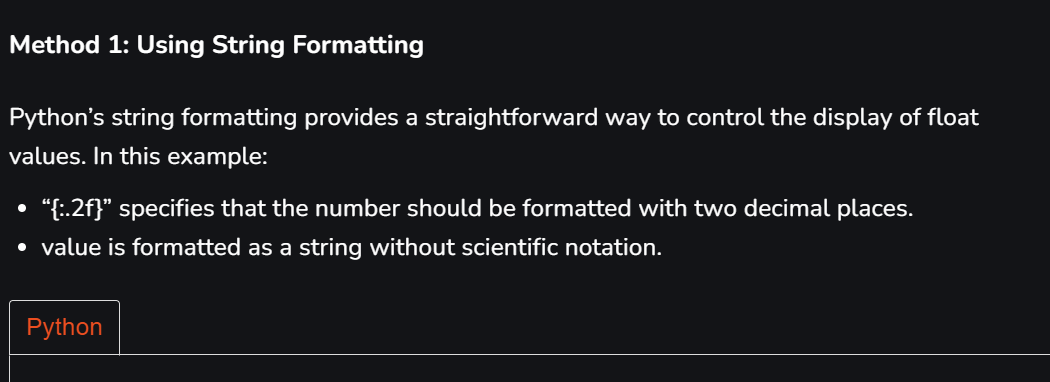 Method 1: Using String Formatting
Python’s string formatting provides a straightforward way to control the display of float
values. In this example:
• “{:.2f}” specifies that the number should be formatted with two decimal places.
• value is formatted as a string without scientific notation.
Python